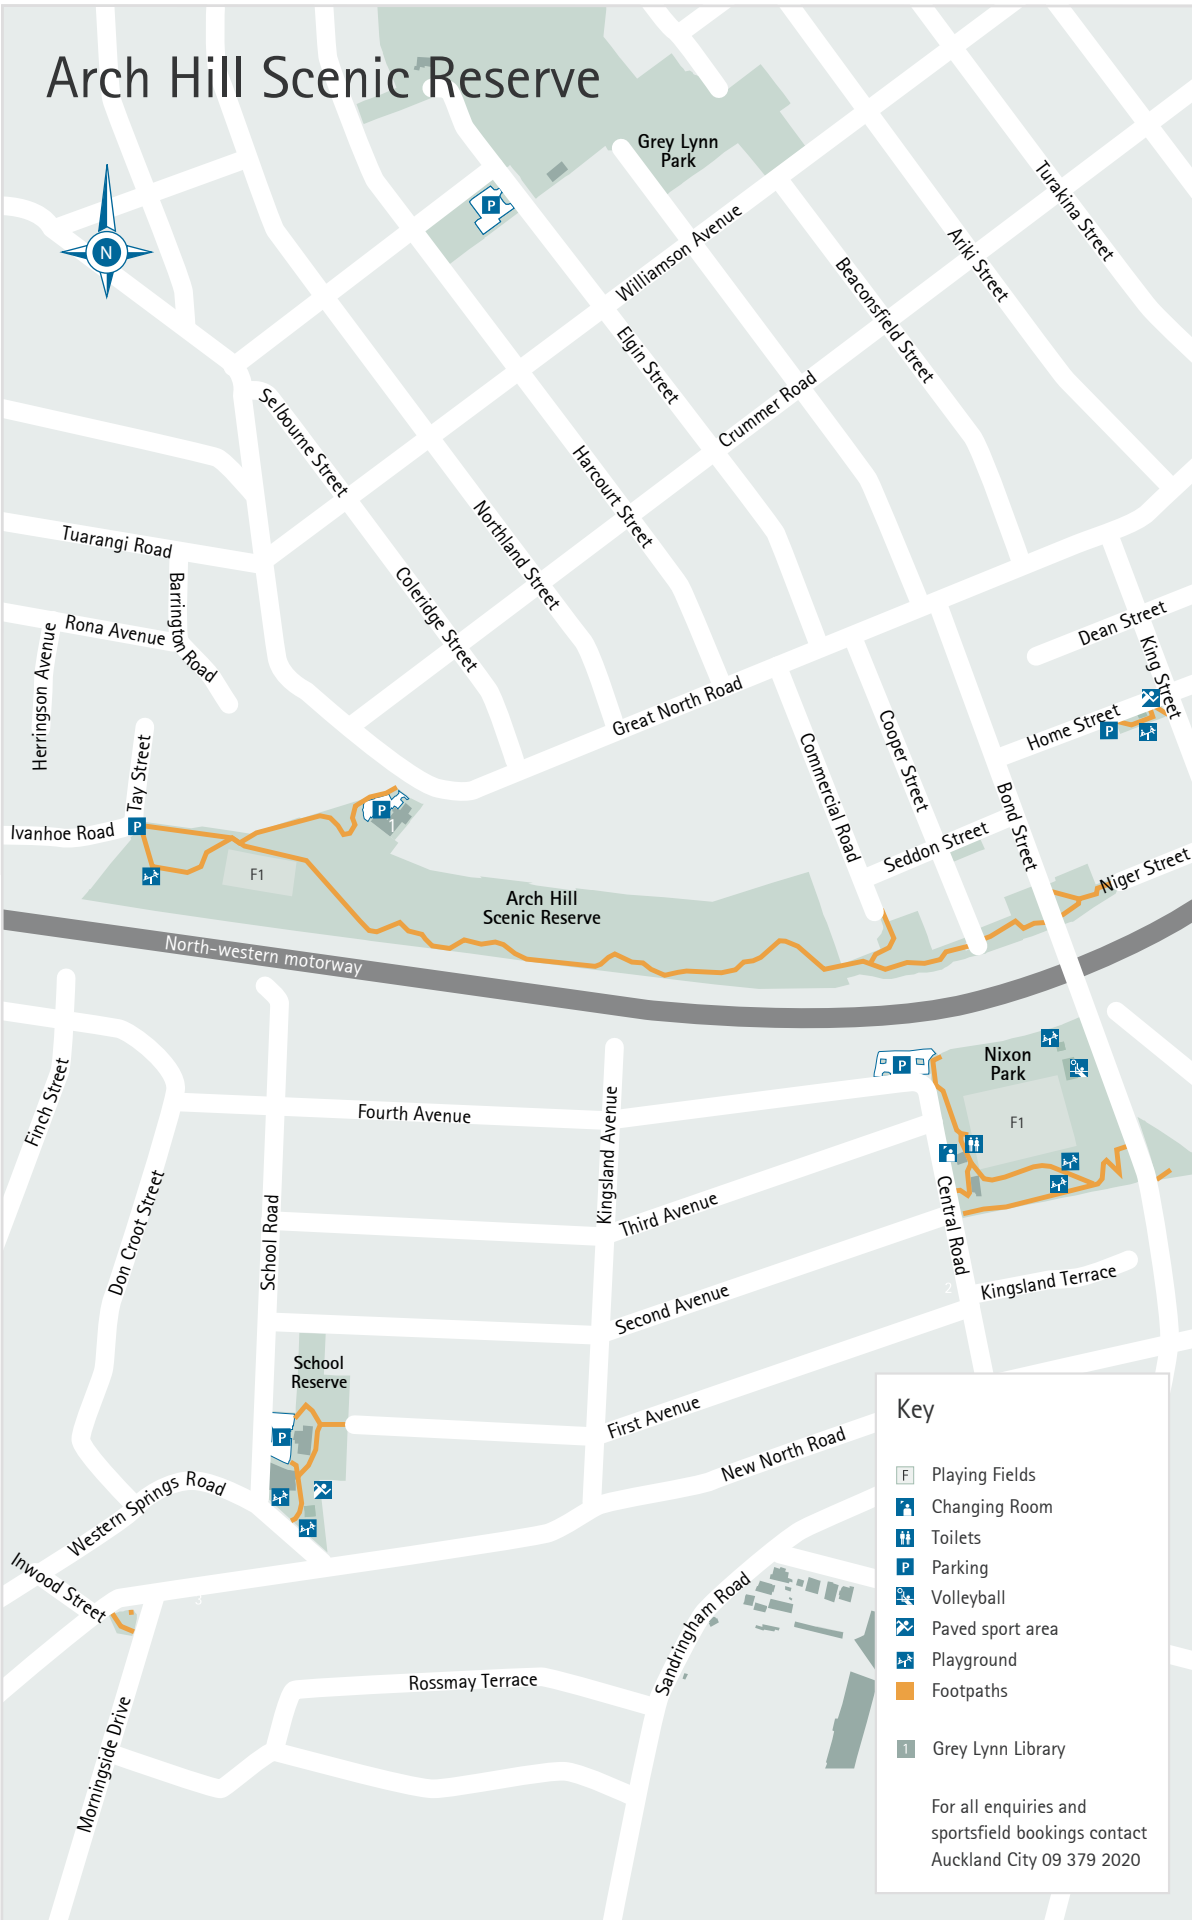 Arch Hill Scenic Reserve
Grey Lynn
Park
P
N
Turakina Street
Ariki Street
Williamson Avenue
Beaconsfield Street
Elgin Street
Crummer Road
Selbourne Street
Harcourt Street
Northland Street
Tuarangi Road
Barrington Road
Coleridge Street
Rona Avenue
Herringson Avenue
Dean Street
King Street
Great North Road
Home Street
P
Cooper Street
Commercial Road
Tay Street
Bond Street
P
1
P
Ivanhoe Road
Seddon Street
Niger Street
F1
Arch Hill
Scenic Reserve
North-western motorway
Nixon
Park
P
F1
Finch Street
Fourth Avenue
Kingsland Avenue
Don Croot Street
School Road
Third Avenue
Central Road
Second Avenue
2
Kingsland Terrace
School
Reserve
First Avenue
P
New North Road
Western Springs Road
Inwood Street
3
Sandringham Road
Rossmay Terrace
Morningside Drive
Key
F Playing Fields
Changing Room
Toilets
P Parking
Volleyball
Paved sport area
Playground
Footpaths
1 Grey Lynn Library
For all enquiries and
sportsfield bookings contact
Auckland City 09 379 2020